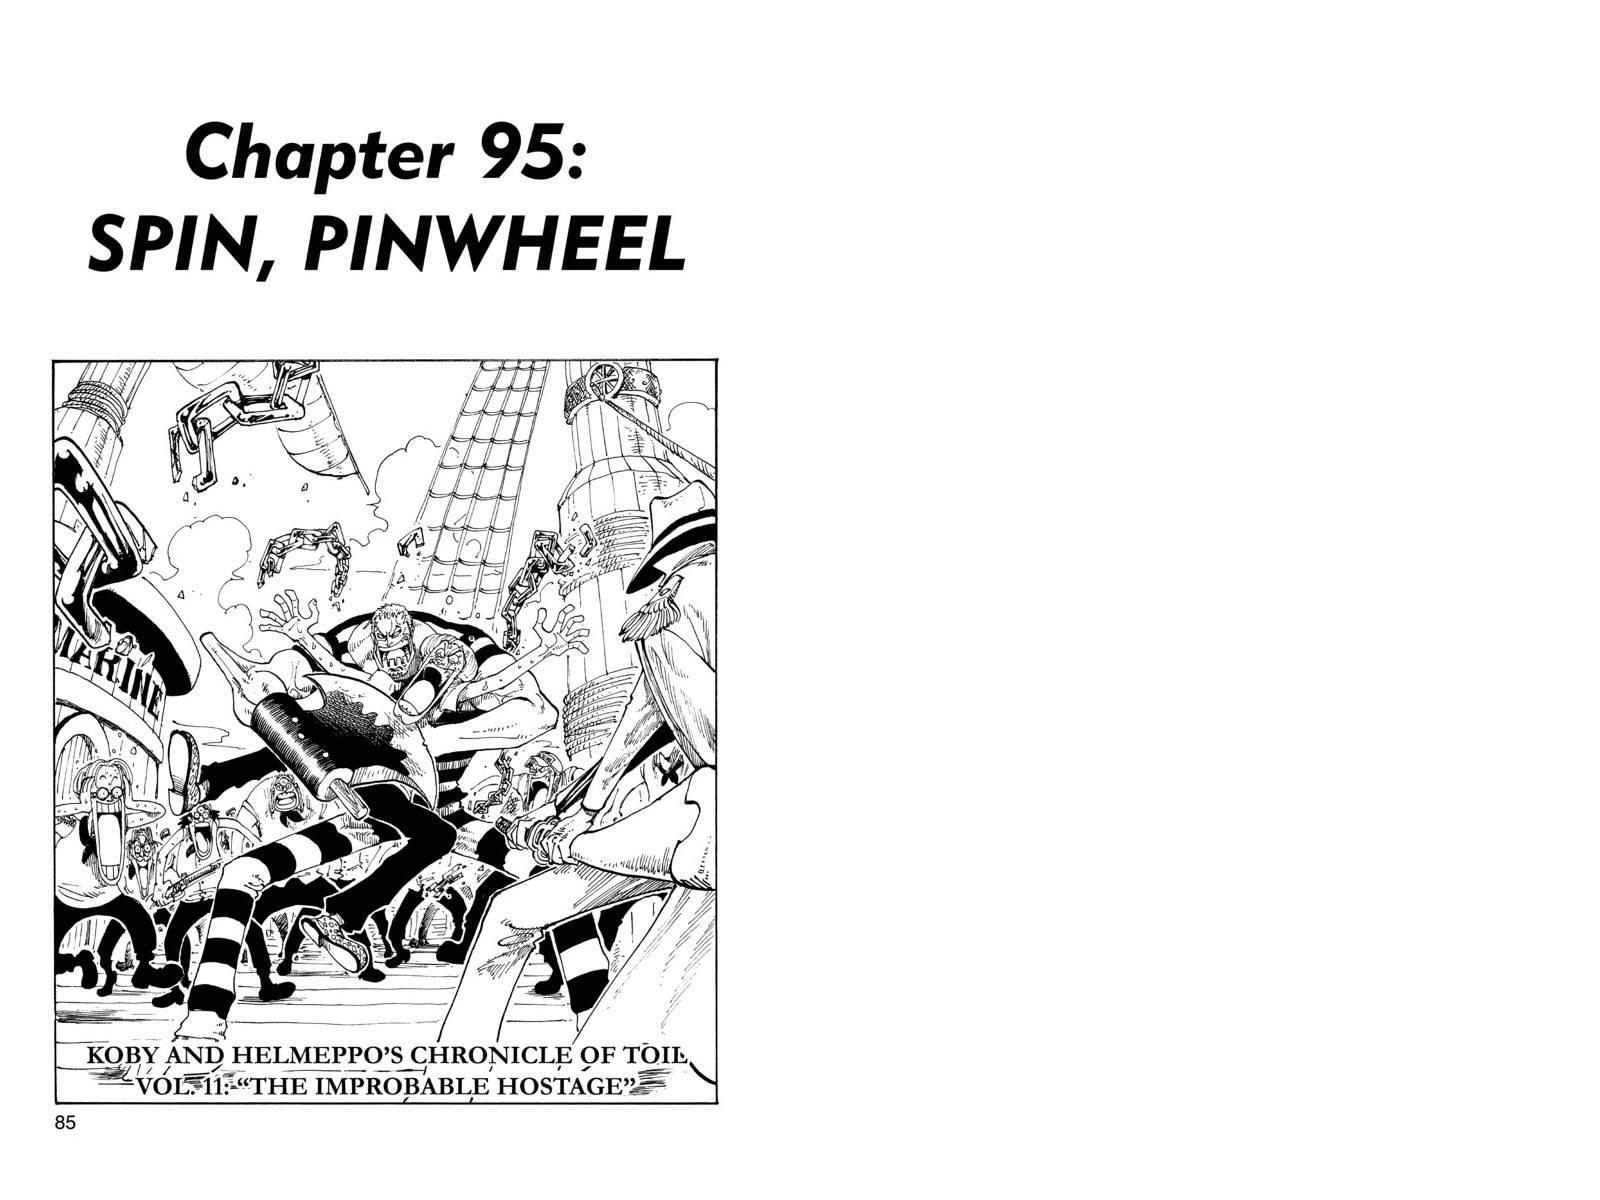 Chapter 95:
SPIN, PINWHEEL
MARINE
KOBY AND HELMEPPO'S CHRONICLE OF TOIL
VOL. 11: “THE IMPROBABLE HOSTAGE”
85